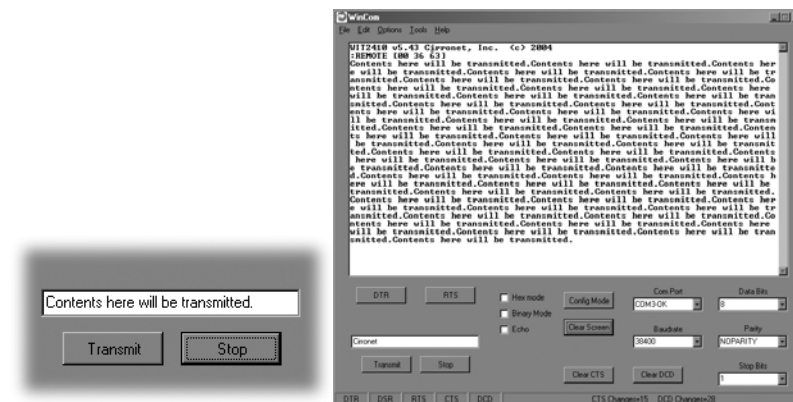 Contents here will be transmitted.
Transmit Stop
WinCom
File Edit Options Tools Help
WIT2410 v5.43 Cirronet, Inc. (c) 2004
:REMOTE [00 36 63]
Contents here will be transmitted.Contents here will be transmitted.Contents her
e will be transmitted.Contents here will be transmitted.Contents here will be tr
ansmitted.Contents here will be transmitted.Contents here will be transmitted.Co
ntents here will be transmitted.Contents here will be transmitted.Contents here
will be transmitted.Contents here will be transmitted.Contents here will be tran
smitted.Contents here will be transmitted.Contents here will be transmitted.Cont
ents here will be transmitted.Contents here will be transmitted.Contents here wi
ll be transmitted.Contents here will be transmitted.Contents here will be transm
itted.Contents here will be transmitted.Contents here will be transmitted.Conten
ts here will be transmitted.Contents here will be transmitted.Contents here will
be transmitted.Contents here will be transmitted.Contents here will be transmit
ted.Contents here will be transmitted.Contents here will be transmitted.Contents
here will be transmitted.Contents here will be transmitted.Contents here will b
e transmitted.Contents here will be transmitted.Contents here will be transmitte
d.Contents here will be transmitted.Contents here will be transmitted.Contents h
ere will be transmitted.Contents here will be transmitted.Contents here will be
transmitted.Contents here will be transmitted.Contents here will be transmitted.
Contents here will be transmitted.Contents here will be transmitted.Contents her
e will be transmitted.Contents here will be transmitted.Contents here will be tr
ansmitted.Contents here will be transmitted.Contents here will be transmitted.Co
ntents here will be transmitted.Contents here will be transmitted.Contents here
will be transmitted.Contents here will be transmitted.Contents here will be tran
smitted.Contents here will be transmitted.
DTR RTS Hex mode Config Mode Com Port Data Bits
COM3-OK 8
Binary Mode
Echo Clear Screen Baudrate Parity
Cirronet 38400 NOPARITY
Transmit Stop
Clear CTS Clear DCD Stop Bits
1
DTR DSR RTS CTS DCD CTS Changes=15 DCD Changes=28